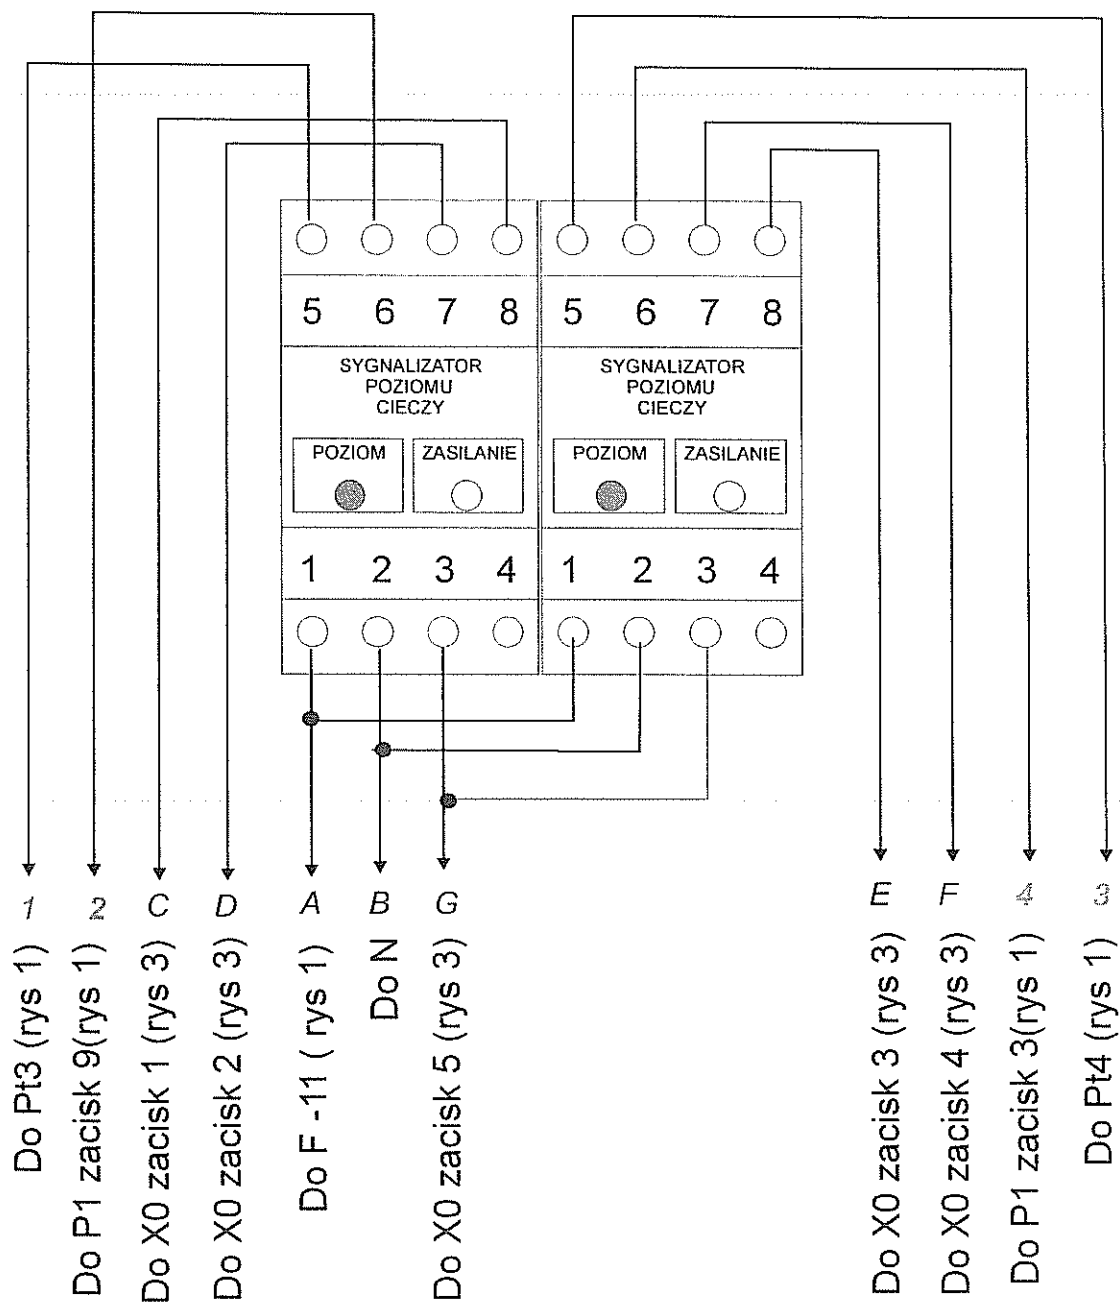 5 6 7 8 5 6 7 8
SYGNALIZATOR
POZIOMU
CIECZY
SYGNALIZATOR
POZIOMU
CIECZY
POZIOM ZASILANIE
POZIOM ZASILANIE
1 2 3 4 1 2 3 4
1 2 C D A B G E F 4 3
Do Pt3 (rys 1)
Do P1 zacisk 9(rys 1)
Do X0 zacisk 1 (rys 3)
Do X0 zacisk 2 (rys 3)
Do F -11 ( rys 1)
Do N
Do X0 zacisk 5 (rys 3)
Do X0 zacisk 3 (rys 3)
Do X0 zacisk 4 (rys 3)
Do P1 zacisk 3(rys 1)
Do Pt4 (rys 1)